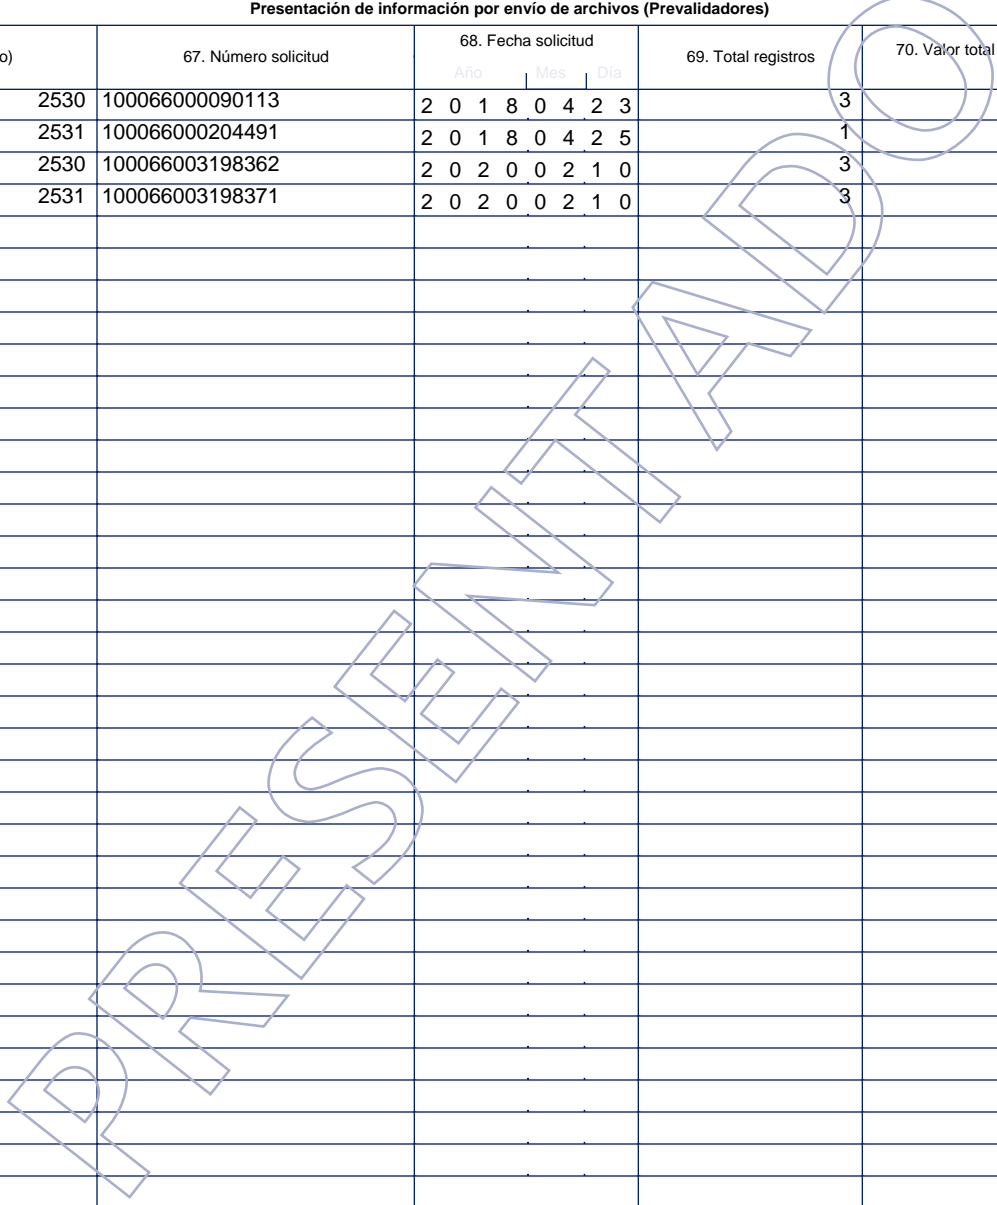 Presentación de información por envío de archivos (Prevalidadores)
o) 67. Número solicitud 68. Fecha solicitud 69. Total registros 70. Valor total
Año Mes Día
2530 100066000090113 2 0 1 8 0 4 2 3 3
2531 100066000204491 2 0 1 8 0 4 2 5 1
2530 100066003198362 2 0 2 0 0 2 1 0 3
2531 100066003198371 2 0 2 0 0 2 1 0 3
PRESENTADO